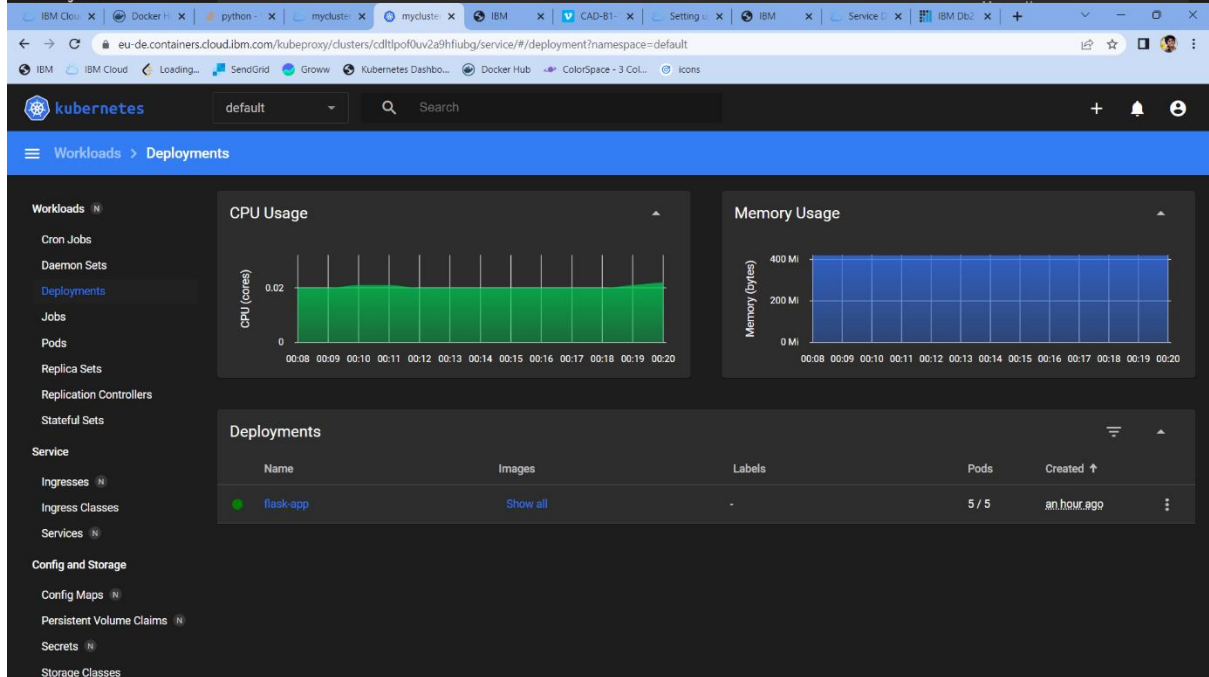 IBM Clou
Docker H
python -
mycluste
mycluste
IBM
CAD-B1-
Setting u
IBM
Service D
IBM Db2
eu-de.containers.cloud.ibm.com/kubeproxy/clusters/cdltlpof0uv2a9hfiubg/service/#/deployment?namespace=default
IBM
IBM Cloud
Loading...
SendGrid
Groww
Kubernetes Dashbo...
Docker Hub
ColorSpace - 3 Col...
icons
kubernetes
default
Search
Workloads > Deployments
Workloads N
Cron Jobs
Daemon Sets
Deployments
Jobs
Pods
Replica Sets
Replication Controllers
Stateful Sets
Service
Ingresses N
Ingress Classes
Services N
Config and Storage
Config Maps N
Persistent Volume Claims N
Secrets N
Storage Classes
CPU Usage
CPU (cores)
0.02
0
00:08 00:09 00:10 00:11 00:12 00:13 00:14 00:15 00:16 00:17 00:18 00:19 00:20
Memory Usage
Memory (bytes)
400 Mi
200 Mi
0 Mi
00:08 00:09 00:10 00:11 00:12 00:13 00:14 00:15 00:16 00:17 00:18 00:19 00:20
Deployments
Name Images Labels Pods Created
flask-app Show all - 5 / 5 an hour ago